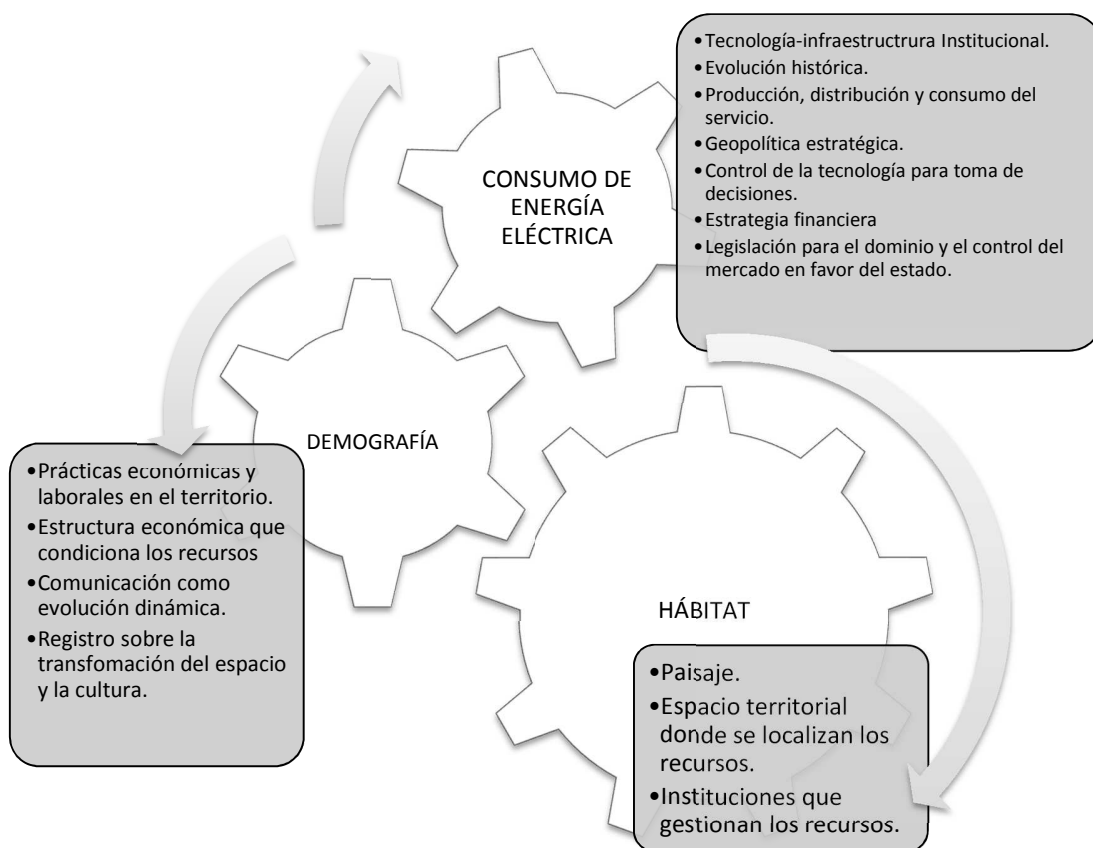 •Tecnología-infraestructrura Institucional.
•Evolución histórica.
•Producción, distribución y consumo del
servicio.
•Geopolítica estratégica.
•Control de la tecnología para toma de
decisiones.
•Estrategia financiera
•Legislación para el dominio y el control del
mercado en favor del estado.
CONSUMO DE
ENERGÍA
ELÉCTRICA
DEMOGRAFÍA
•Prácticas económicas y
laborales en el territorio.
•Estructura económica que
condiciona los recursos
•Comunicación como
evolución dinámica.
•Registro sobre la
transfomación del espacio
y la cultura.
HÁBITAT
•Paisaje.
•Espacio territorial
donde se localizan los
recursos.
•Instituciones que
gestionan los recursos.